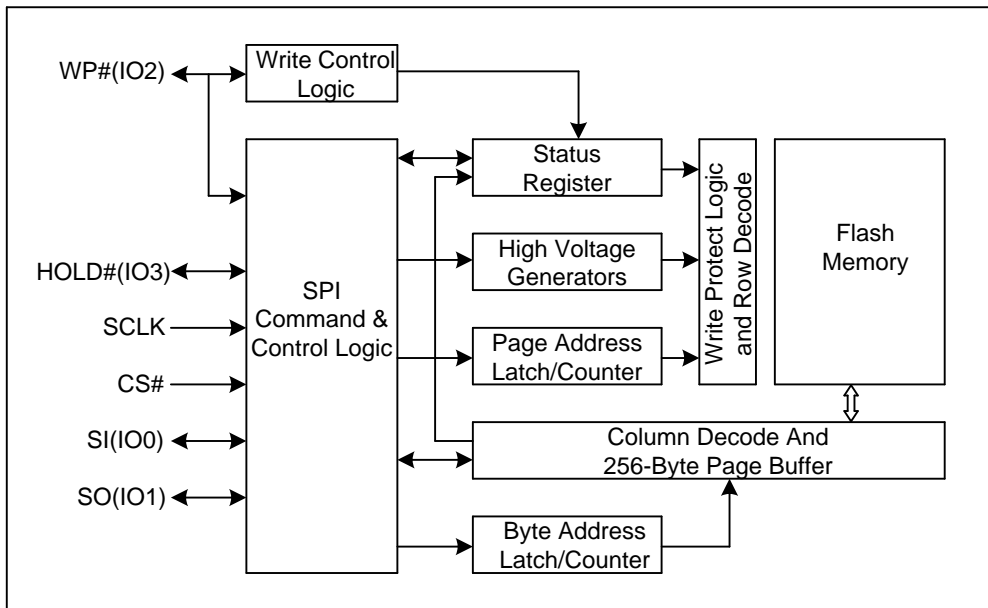 WP#(IO2)
Write Control
Logic
Status
Register
High Voltage
Generators
Page Address
Latch/Counter
Write Protect Logic
and Row Decode
Flash
Memory
HOLD#(IO3)
SCLK
CS#
SI(IO0)
SO(IO1)
SPI
Command &
Control Logic
Column Decode And
256-Byte Page Buffer
Byte Address
Latch/Counter